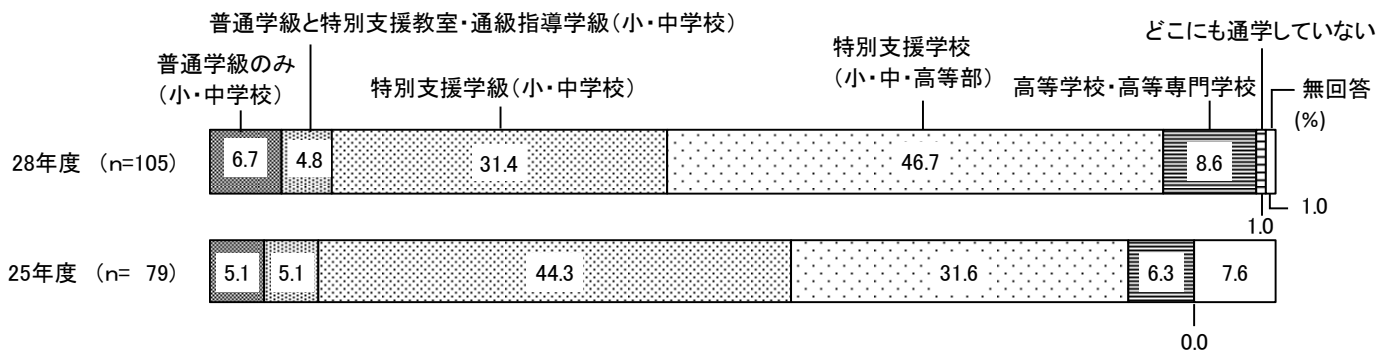 普通学級と特別支援教室・通級指導学級（小・中学校）
どこにも通学していない
普通学級のみ
（小・中学校）
特別支援学級（小・中学校）
特別支援学校
（小・中・高等部）
高等学校・高等専門学校
無回答
(%)
28年度 （n=105） 6.7 4.8 31.4 46.7 8.6
1.0 1.0
25年度 （n= 79） 5.1 5.1 44.3 31.6 6.3 7.6
0.0